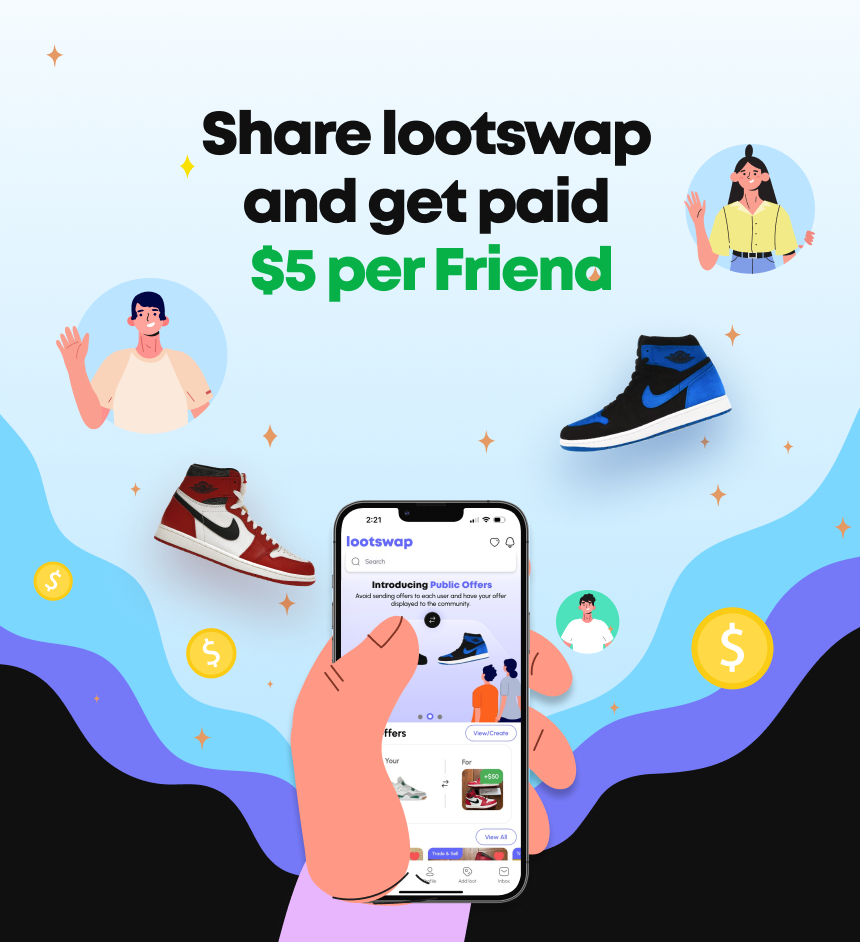 Share lootswap
and get paid
$5 per Friend
2:21
lootswap
Search
Introducing Public Offers
Avoid sending offers to each user and have your offer
displayed to the community
ffers
View/Create
Your
For
+$50
View All
Trade & Sell
ofile
Add loot
Inbox
$
$
$